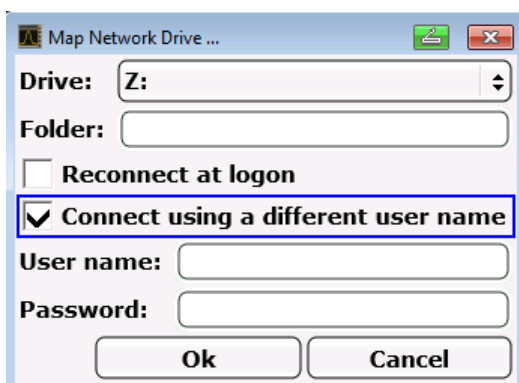 Map Network Drive ...
Drive: Z:
Folder:
Reconnect at logon
Connect using a different user name
User name:
Password:
Ok Cancel